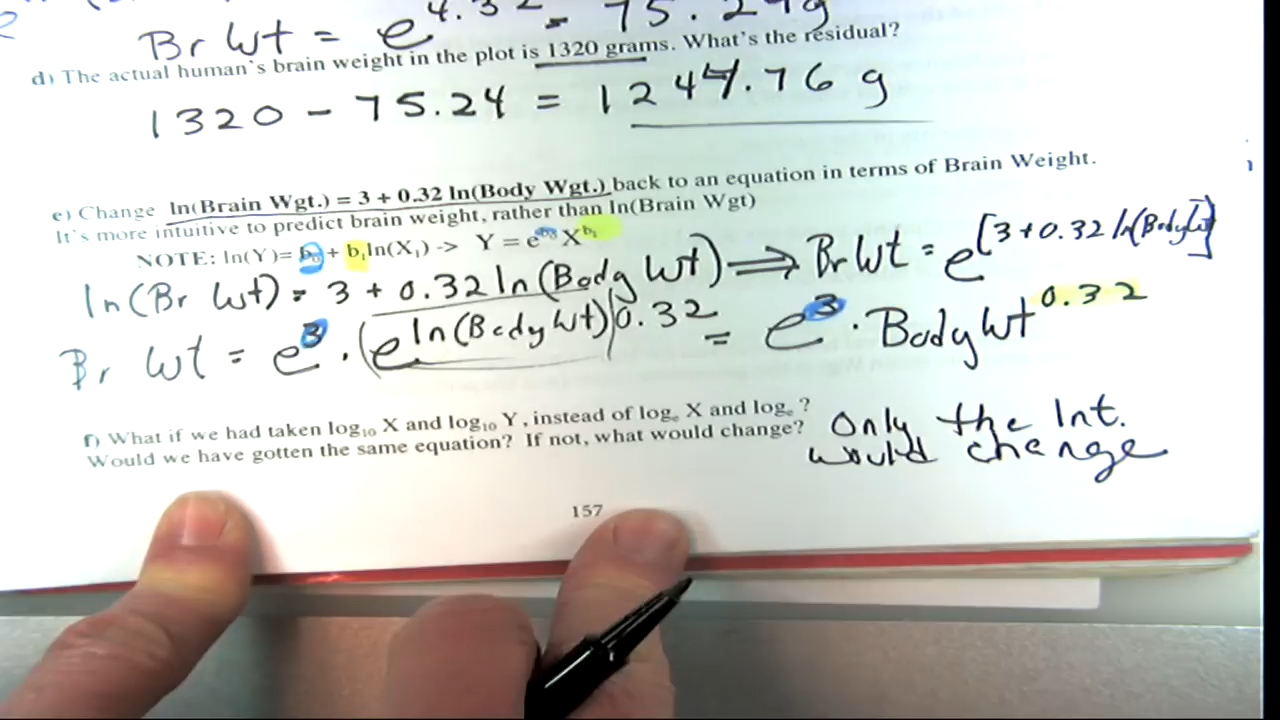 Br Wt = e^4.32 = 75.24g
d) The actual human's brain weight in the plot is 1320 grams. What's the residual?
1320 - 75.24 = 1244.76 g
e) Change ln(Brain Wgt.) = 3 + 0.32 ln(Body Wgt.) back to an equation in terms of Brain Weight.
It's more intuitive to predict brain weight, rather than ln(Brain Wgt)
NOTE: ln(Y)= b₀ + b₁ln(X₁) -> Y = e^b₀ X^b₁
ln(Br Wt) = 3 + 0.32 ln(Body Wt) ⟹ Br Wt = e^[3+0.32 ln(BodyWt)]
Br Wt = e^3 · (e^ln(BodyWt))^0.32 = e^3 · BodyWt^0.32
f) What if we had taken log₁₀ X and log₁₀ Y, instead of logₑ X and logₑ ?
Would we have gotten the same equation? If not, what would change?
Only the Int.
would change
157